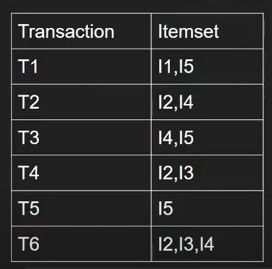 Transaction Itemset
T1 I1,I5
T2 I2,I4
T3 I4,I5
T4 I2,I3
T5 I5
T6 I2,I3,I4